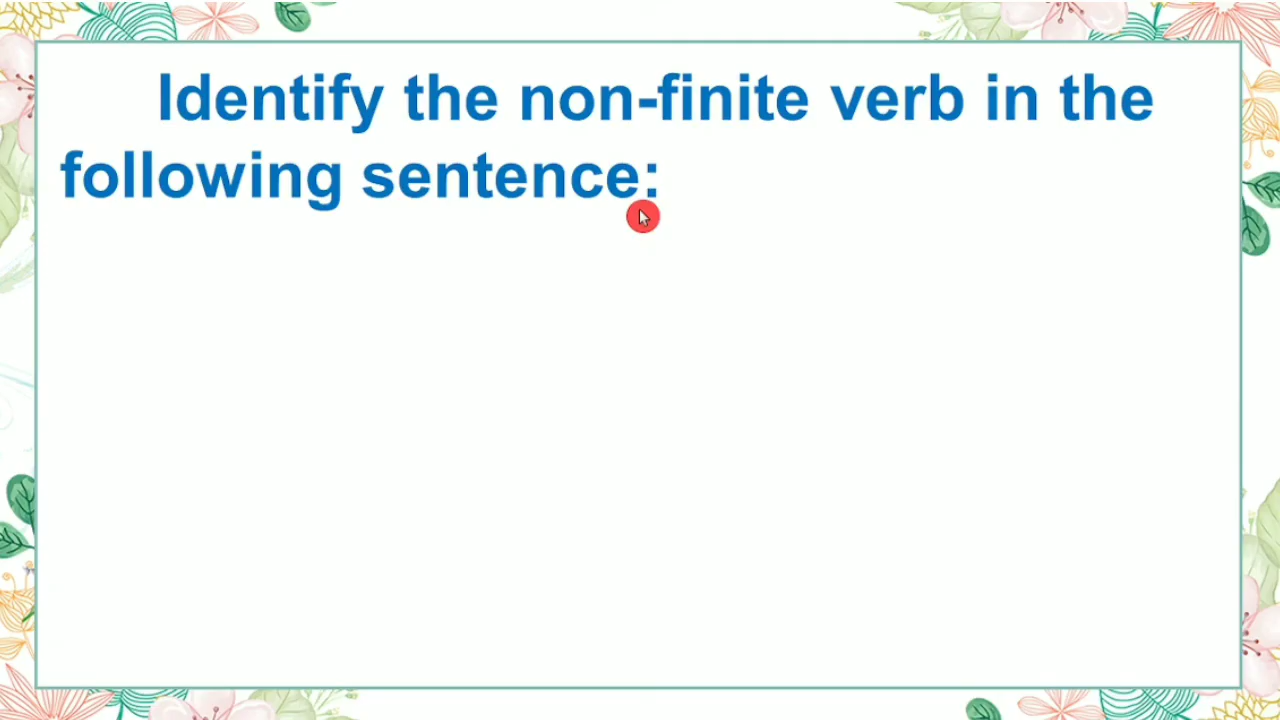 Identify the non-finite verb in the
following sentence: